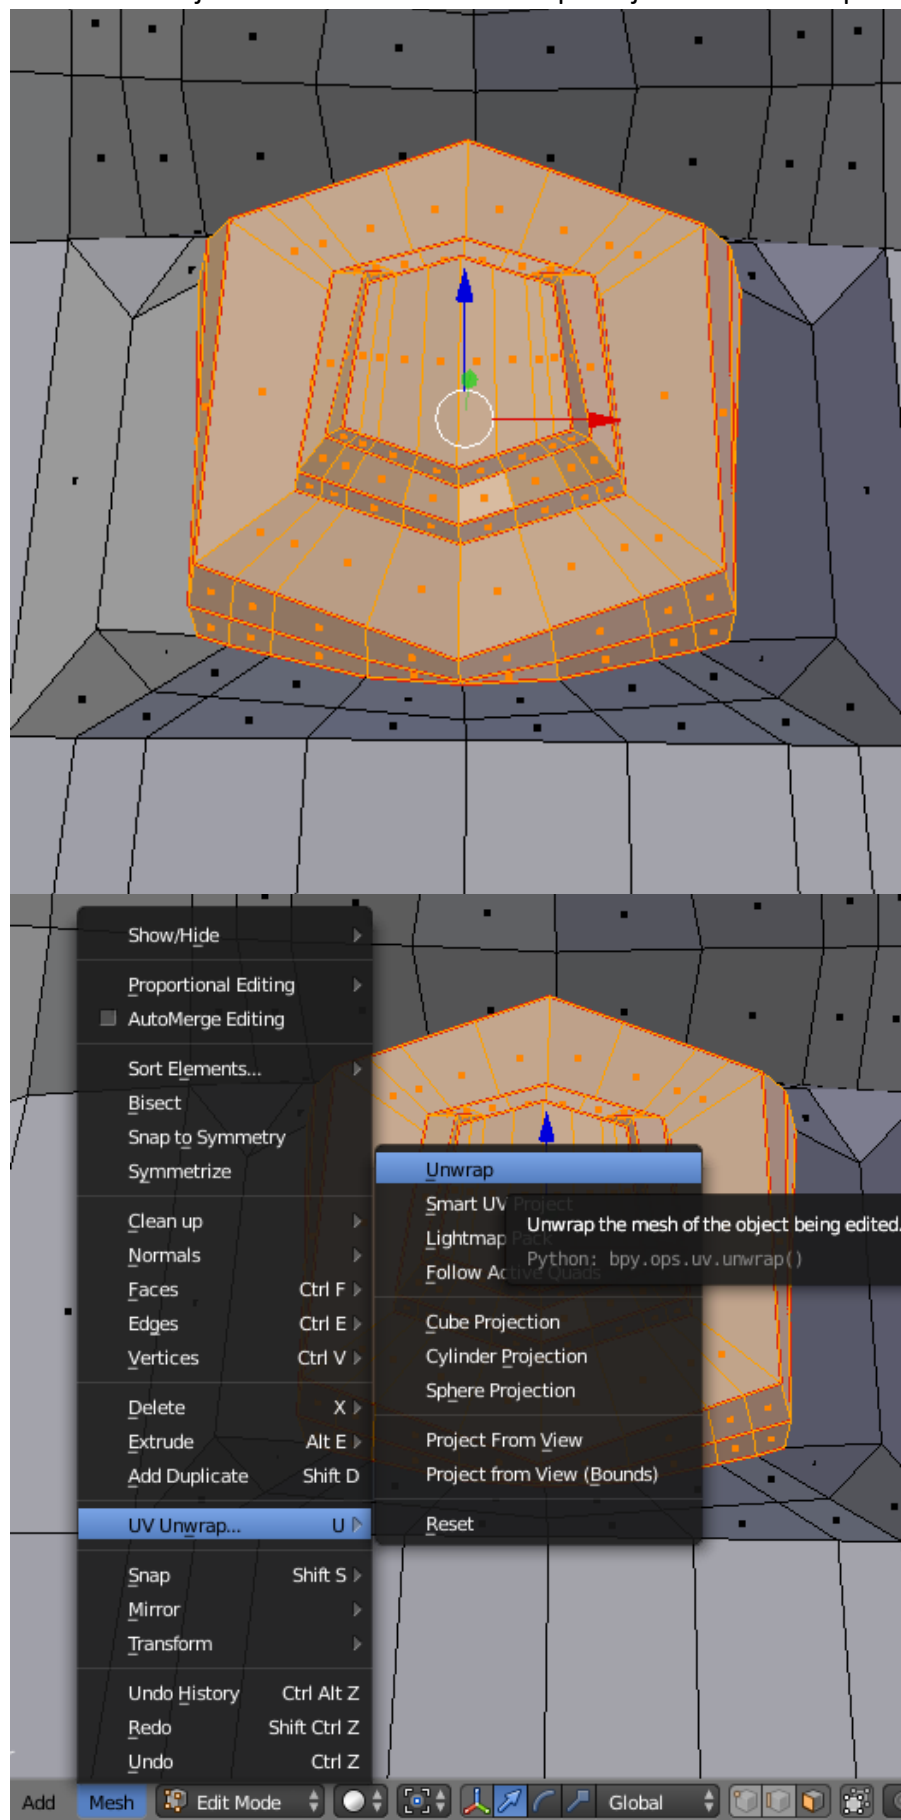 Show/Hide
Proportional Editing
AutoMerge Editing
Sort Elements...
Bisect
Snap to Symmetry
Symmetrize
Clean up
Normals
Faces Ctrl F
Edges Ctrl E
Vertices Ctrl V
Delete X
Extrude Alt E
Add Duplicate Shift D
UV Unwrap... U
Snap Shift S
Mirror
Transform
Undo History Ctrl Alt Z
Redo Shift Ctrl Z
Undo Ctrl Z
Unwrap
Smart UV Project
Lightmap Pack
Follow Active Quads
Cube Projection
Cylinder Projection
Sphere Projection
Project From View
Project from View (Bounds)
Reset
Unwrap the mesh of the object being edited.
Python: bpy.ops.uv.unwrap()
Add Mesh Edit Mode Global